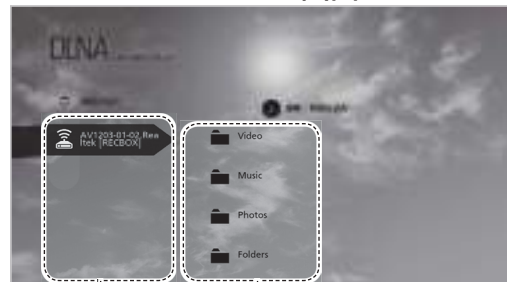 DLNA
AV1203-01-02,Rea
ltek [RECBOX]
Video
Music
Photos
Folders